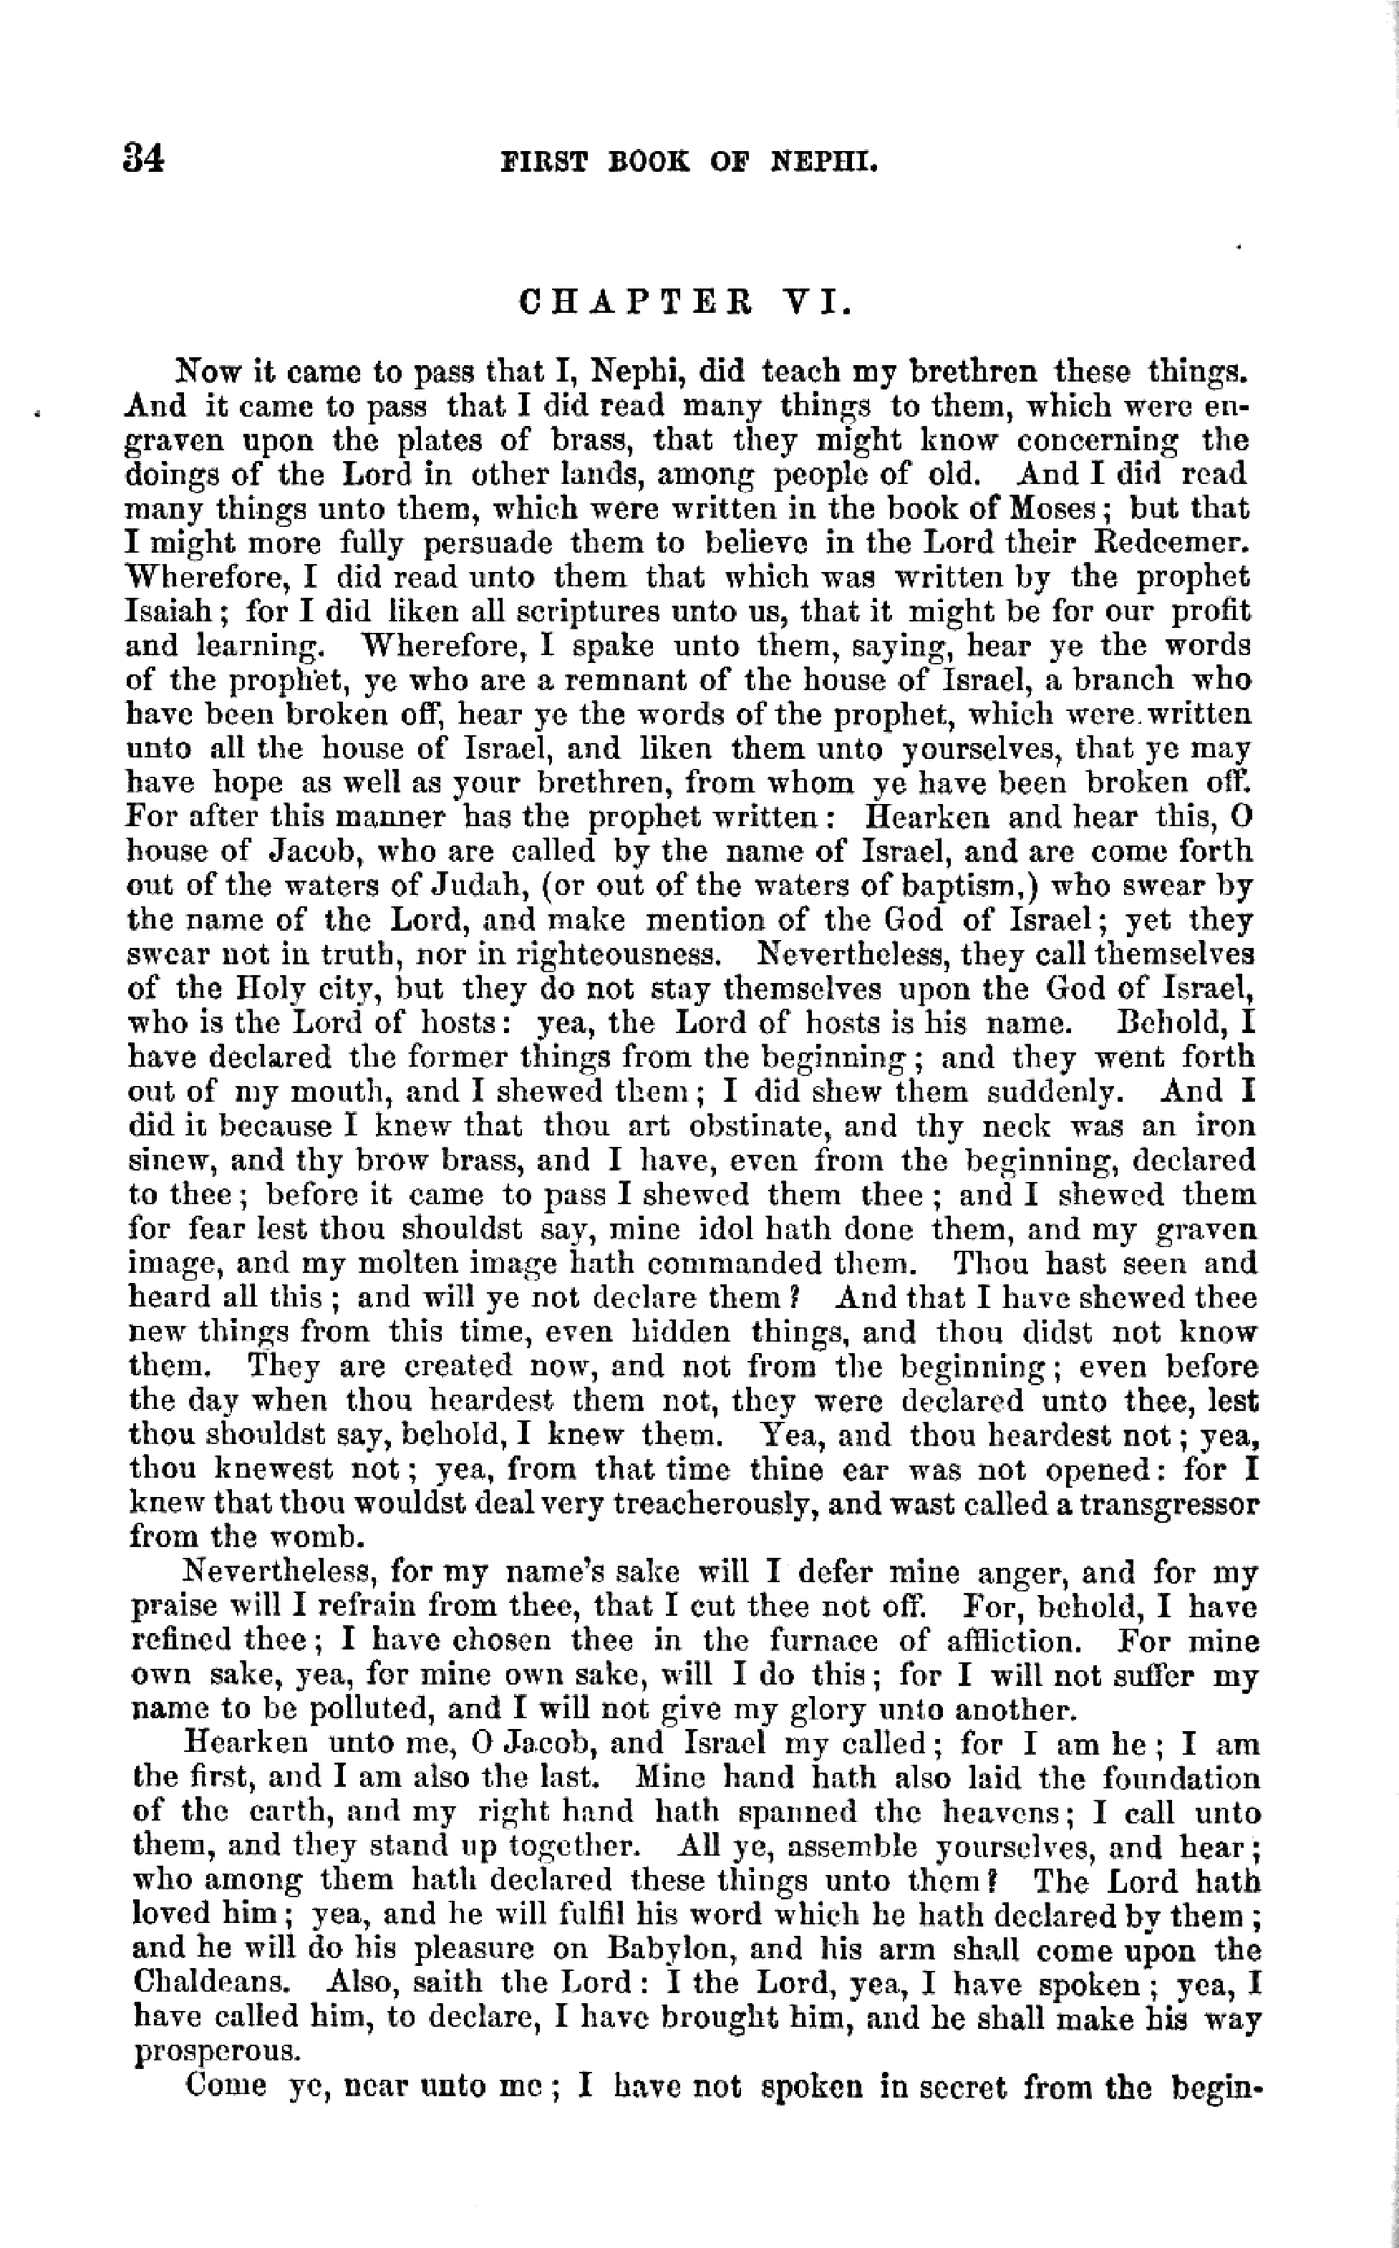 34 FIRST BOOK OF NEPHI.
CHAPTER VI.
Now it came to pass that I, Nephi, did teach my brethren these things.
And it came to pass that I did read many things to them, which were en-
graven upon the plates of brass, that they might know concerning the
doings of the Lord in other lands, among people of old. And I did read
many things unto them, which were written in the book of Moses; but that
I might more fully persuade them to believe in the Lord their Redeemer.
Wherefore, I did read unto them that which was written by the prophet
Isaiah; for I did liken all scriptures unto us, that it might be for our profit
and learning. Wherefore, I spake unto them, saying, hear ye the words
of the prophet, ye who are a remnant of the house of Israel, a branch who
have been broken off, hear ye the words of the prophet, which were written
unto all the house of Israel, and liken them unto yourselves, that ye may
have hope as well as your brethren, from whom ye have been broken off.
For after this manner has the prophet written: Hearken and hear this, O
house of Jacob, who are called by the name of Israel, and are come forth
out of the waters of Judah, (or out of the waters of baptism,) who swear by
the name of the Lord, and make mention of the God of Israel; yet they
swear not in truth, nor in righteousness. Nevertheless, they call themselves
of the Holy city, but they do not stay themselves upon the God of Israel,
who is the Lord of hosts: yea, the Lord of hosts is his name. Behold, I
have declared the former things from the beginning; and they went forth
out of my mouth, and I shewed them; I did shew them suddenly. And I
did it because I knew that thou art obstinate, and thy neck was an iron
sinew, and thy brow brass, and I have, even from the beginning, declared
to thee; before it came to pass I shewed them thee; and I shewed them
for fear lest thou shouldst say, mine idol hath done them, and my graven
image, and my molten image hath commanded them. Thou hast seen and
heard all this; and will ye not declare them? And that I have shewed thee
new things from this time, even hidden things, and thou didst not know
them. They are created now, and not from the beginning; even before
the day when thou heardest them not, they were declared unto thee, lest
thou shouldst say, behold, I knew them. Yea, and thou heardest not; yea,
thou knewest not; yea, from that time thine ear was not opened: for I
knew that thou wouldst deal very treacherously, and wast called a transgressor
from the womb.
Nevertheless, for my name's sake will I defer mine anger, and for my
praise will I refrain from thee, that I cut thee not off. For, behold, I have
refined thee; I have chosen thee in the furnace of affliction. For mine
own sake, yea, for mine own sake, will I do this; for I will not suffer my
name to be polluted, and I will not give my glory unto another.
Hearken unto me, O Jacob, and Israel my called; for I am he; I am
the first, and I am also the last. Mine hand hath also laid the foundation
of the earth, and my right hand hath spanned the heavens; I call unto
them, and they stand up together. All ye, assemble yourselves, and hear;
who among them hath declared these things unto them? The Lord hath
loved him; yea, and he will fulfil his word which he hath declared by them;
and he will do his pleasure on Babylon, and his arm shall come upon the
Chaldeans. Also, saith the Lord: I the Lord, yea, I have spoken; yea, I
have called him, to declare, I have brought him, and he shall make his way
prosperous.
Come ye, near unto me; I have not spoken in secret from the begin-